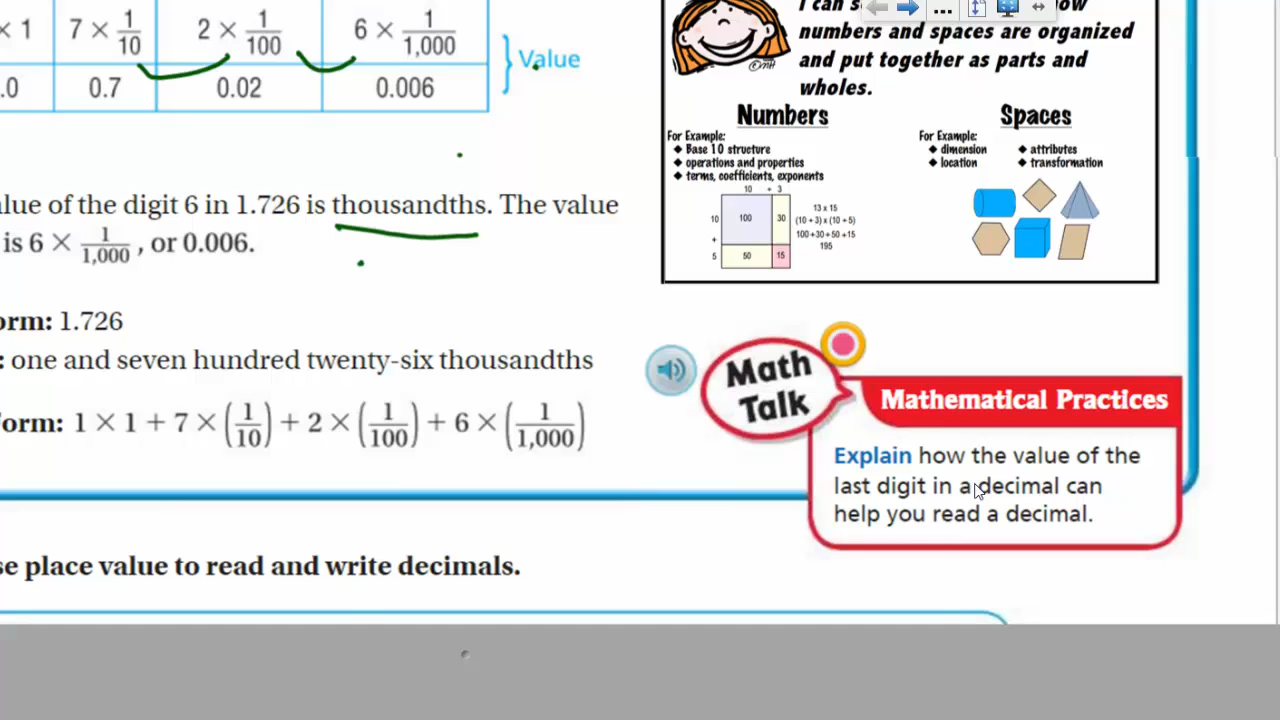 × 1 7 × 1/10 2 × 1/100 6 × 1/1,000
.0 0.7 0.02 0.006
Value
alue of the digit 6 in 1.726 is thousandths. The value
is 6 × 1/1,000, or 0.006.
orm: 1.726
: one and seven hundred twenty-six thousandths
orm: 1 × 1 + 7 × (1/10) + 2 × (1/100) + 6 × (1/1,000)
se place value to read and write decimals.
numbers and spaces are organized
and put together as parts and
wholes.
Numbers
For Example:
❖ Base 10 structure
❖ operations and properties
❖ terms, coefficients, exponents
10 + 3
10 100 30
+
5 50 15
13 x 15
(10 + 3) x (10 + 5)
100 +30 + 50 +15
195
Spaces
For Example:
❖ dimension ❖ attributes
❖ location ❖ transformation
Math
Talk
Mathematical Practices
Explain how the value of the
last digit in a decimal can
help you read a decimal.